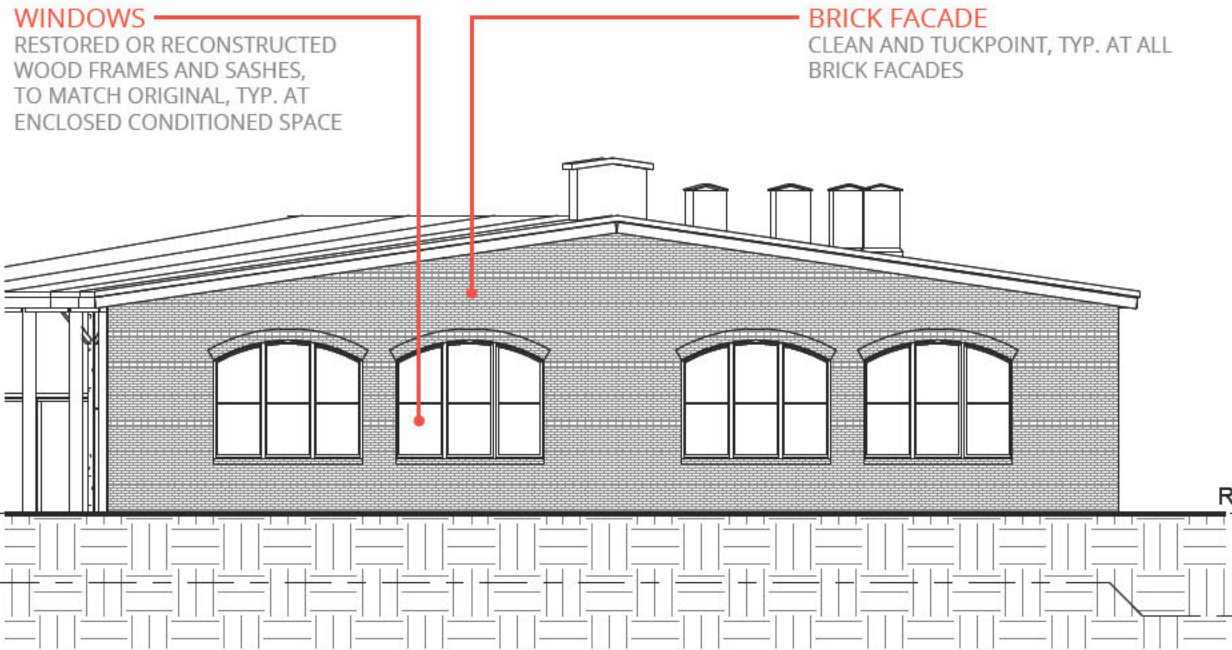 WINDOWS
RESTORED OR RECONSTRUCTED
WOOD FRAMES AND SASHES,
TO MATCH ORIGINAL, TYP. AT
ENCLOSED CONDITIONED SPACE
BRICK FACADE
CLEAN AND TUCKPOINT, TYP. AT ALL
BRICK FACADES
R